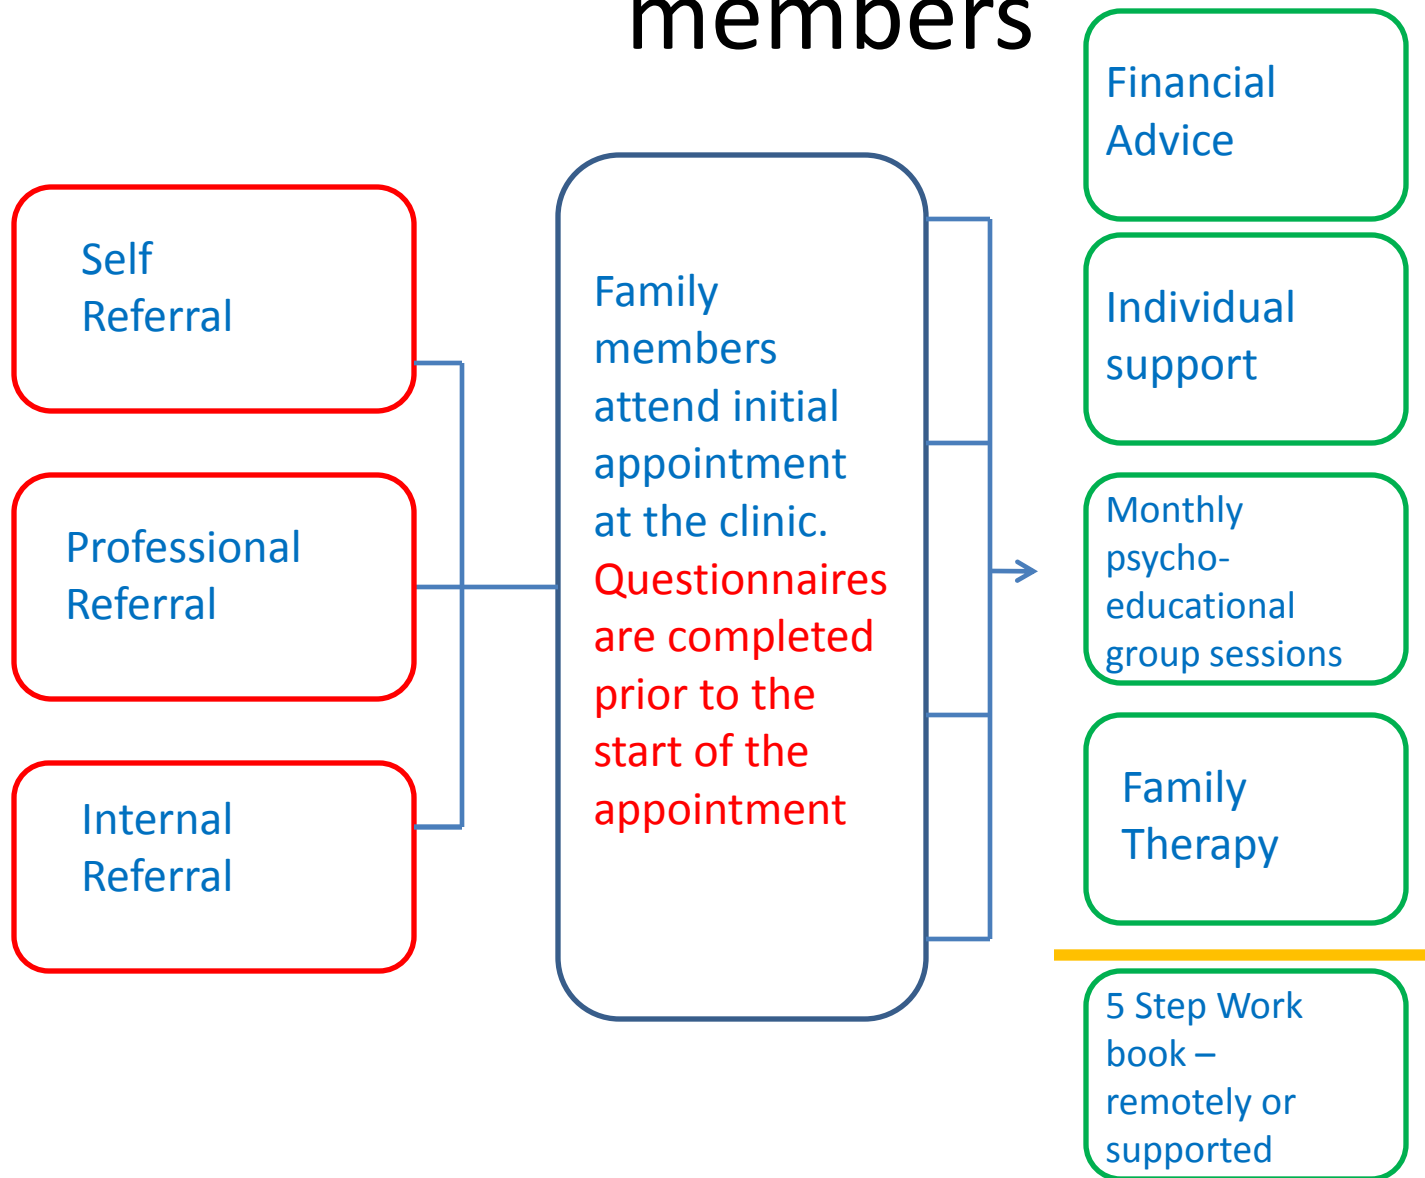 members
Self
Referral
Professional
Referral
Internal
Referral
Family
members
attend initial
appointment
at the clinic.
Questionnaires
are completed
prior to the
start of the
appointment
Financial
Advice
Individual
support
Monthly
psycho-
educational
group sessions
Family
Therapy
5 Step Work
book –
remotely or
supported